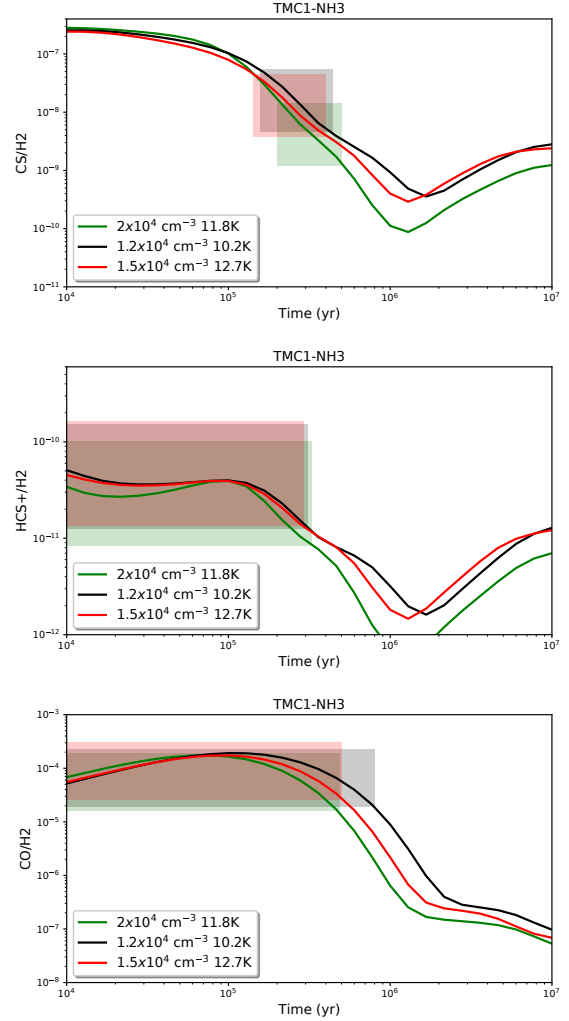 TMC1-NH3
10⁻⁷
10⁻⁸
10⁻⁹
10⁻¹⁰
10⁻¹¹
CS/H2
2x10⁴ cm⁻³ 11.8K
1.2x10⁴ cm⁻³ 10.2K
1.5x10⁴ cm⁻³ 12.7K
10⁴ 10⁵ 10⁶ 10⁷
Time (yr)
TMC1-NH3
10⁻¹⁰
10⁻¹¹
10⁻¹²
HCS+/H2
2x10⁴ cm⁻³ 11.8K
1.2x10⁴ cm⁻³ 10.2K
1.5x10⁴ cm⁻³ 12.7K
10⁴ 10⁵ 10⁶ 10⁷
Time (yr)
TMC1-NH3
10⁻³
10⁻⁴
10⁻⁵
10⁻⁶
10⁻⁷
10⁻⁸
CO/H2
2x10⁴ cm⁻³ 11.8K
1.2x10⁴ cm⁻³ 10.2K
1.5x10⁴ cm⁻³ 12.7K
10⁴ 10⁵ 10⁶ 10⁷
Time (yr)